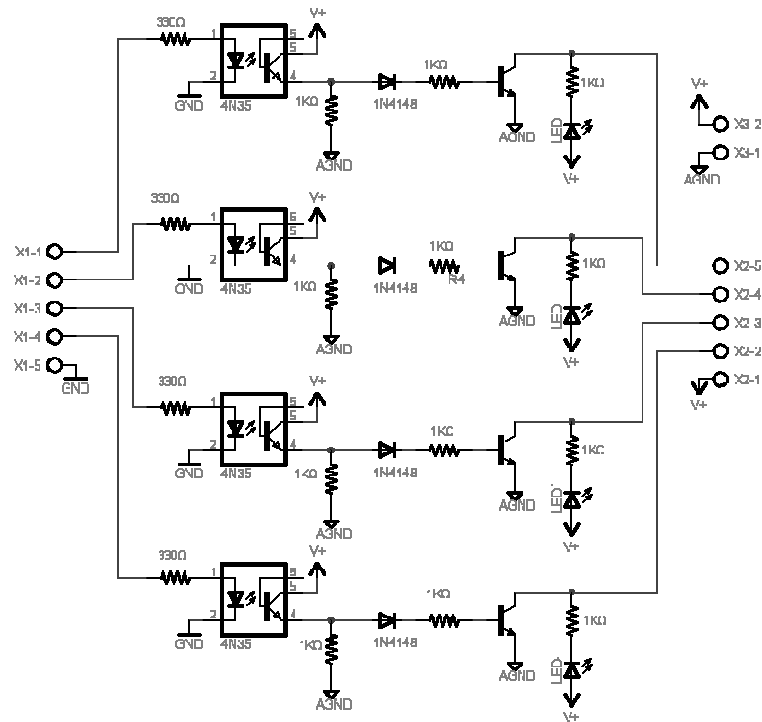 330Ω
V+
1
6
5
1KΩ
2
4
GND
4N35
1KΩ
1N4148
1KΩ
AGND
AGND
LED
V+
V+
X3-2
X3-1
AGND
330Ω
V+
1
6
5
1KΩ
2
4
GND
4N35
1KΩ
1N4148
R4
1KΩ
AGND
AGND
LED
V+
X1-1
X1-2
X1-3
X1-4
X1-5
GND
X2-5
X2-4
X2-3
X2-2
X2-1
V+
330Ω
V+
1
6
5
1KΩ
2
4
GND
4N35
1KΩ
1N4148
1KΩ
AGND
AGND
LED
V+
330Ω
V+
1
6
5
1KΩ
2
4
GND
4N35
1KΩ
1N4148
1KΩ
AGND
AGND
LED
V+